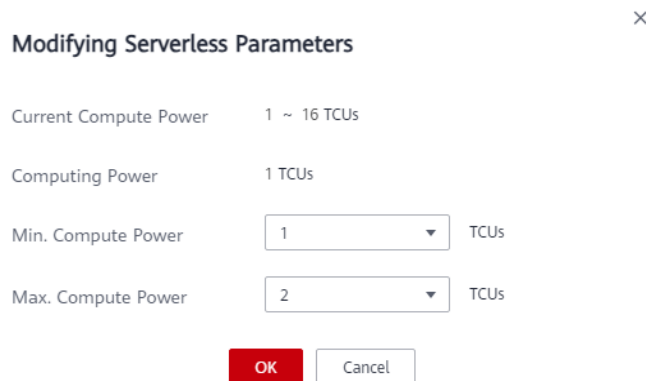 Modifying Serverless Parameters
Current Compute Power 1 ~ 16 TCUs
Computing Power 1 TCUs
Min. Compute Power 1 TCUs
Max. Compute Power 2 TCUs
OK Cancel